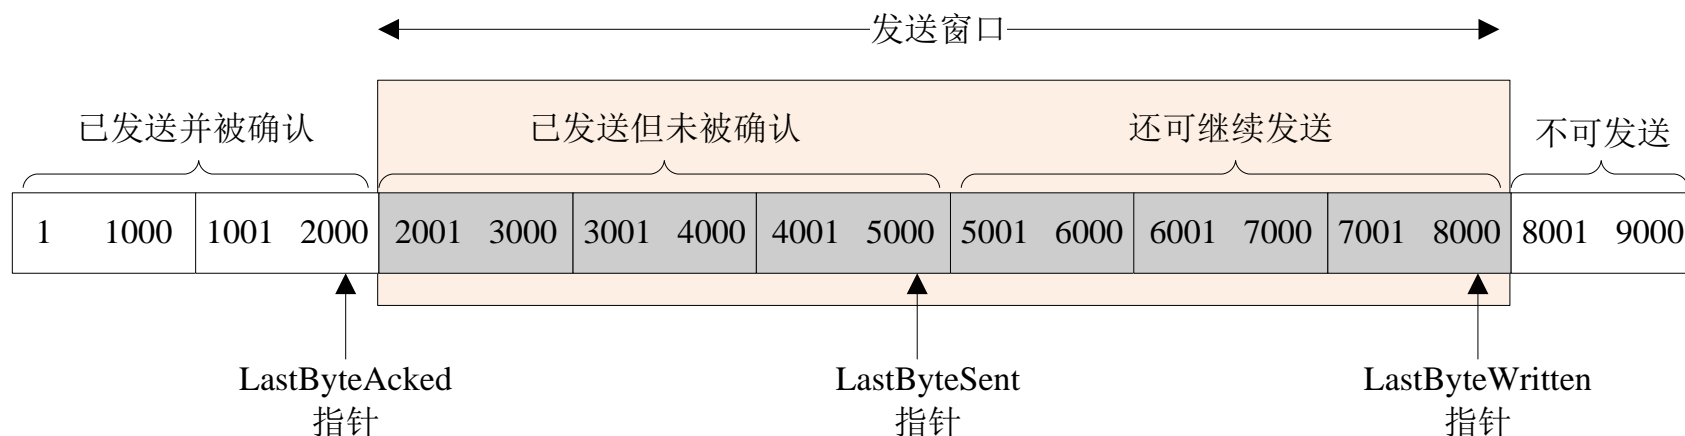 发送窗口
已发送并被确认 已发送但未被确认 还可继续发送 不可发送
1 1000 1001 2000 2001 3000 3001 4000 4001 5000 5001 6000 6001 7000 7001 8000 8001 9000
LastByteAcked LastByteSent LastByteWritten
指针 指针 指针